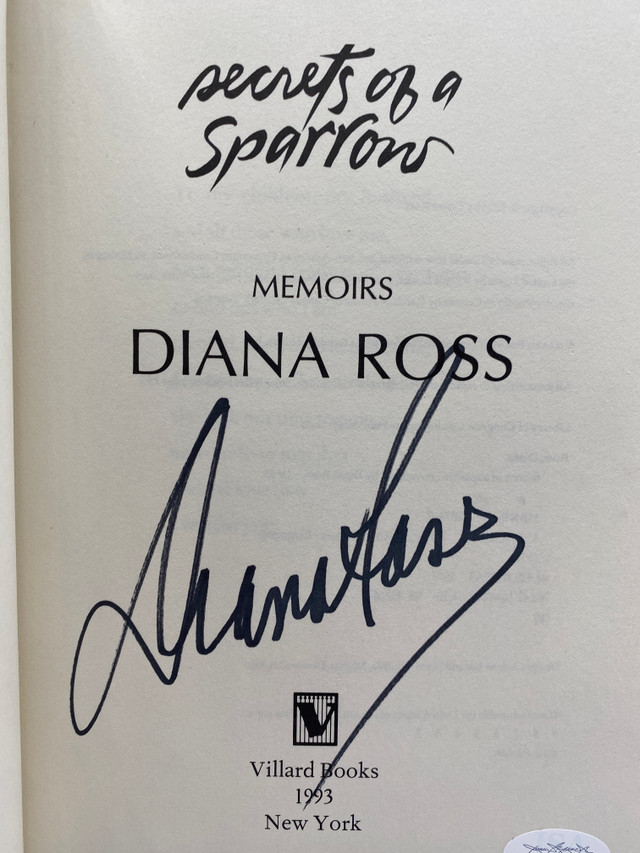 secrets of a
sparrow
MEMOIRS
DIANA ROSS
Diana Ross
V
Villard Books
1993
New York